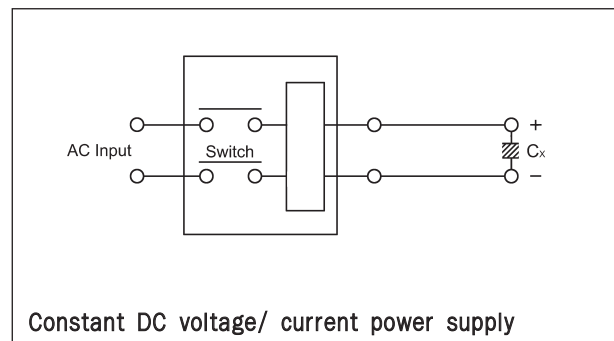 +
AC Input
Switch
Cx
−
Constant DC voltage/ current power supply